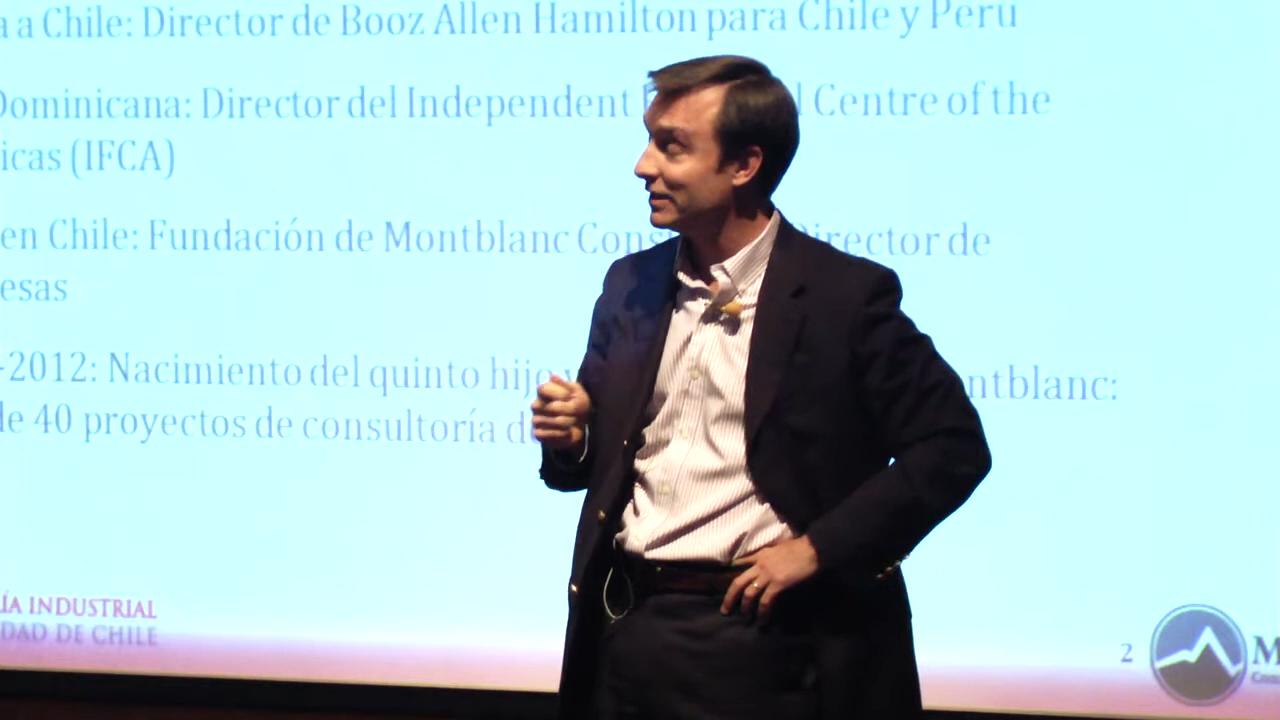 a a Chile: Director de Booz Allen Hamilton para Chile y Peru
Dominicana: Director del Independent l Centre of the
icas (IFCA)
en Chile: Fundación de Montblanc Cons Director de
esas
-2012: Nacimiento del quinto hijo ntblanc:
de 40 proyectos de consultoría d
ÍA INDUSTRIAL
DAD DE CHILE
2
M